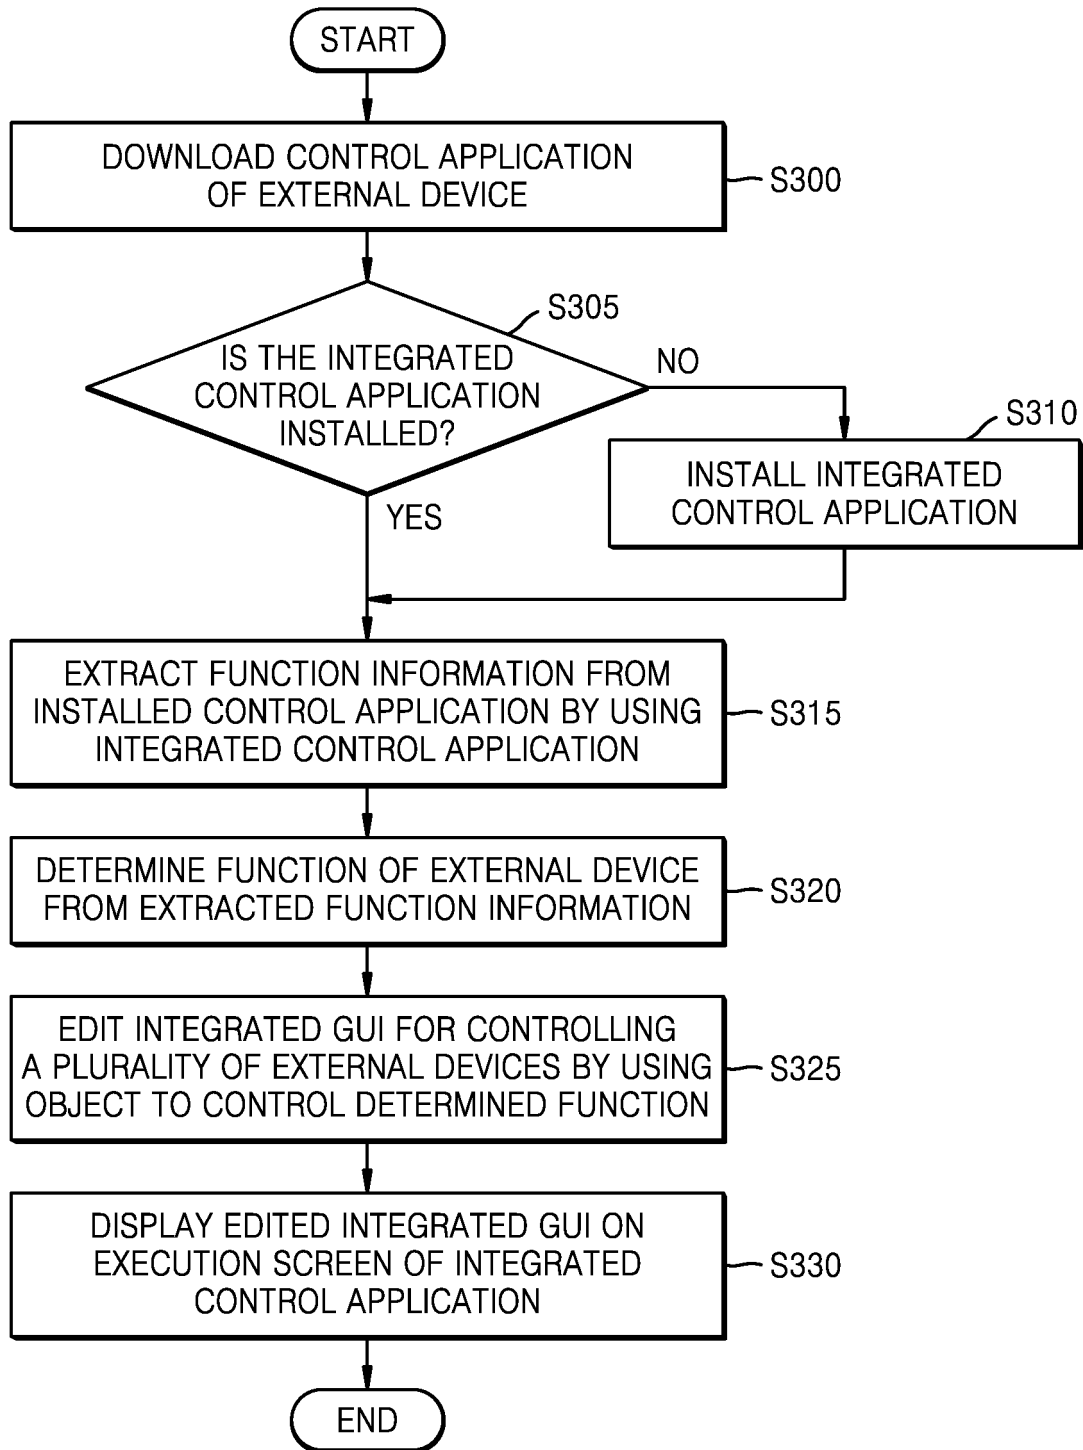 START
DOWNLOAD CONTROL APPLICATION
OF EXTERNAL DEVICE
S300
S305
IS THE INTEGRATED
CONTROL APPLICATION
INSTALLED?
NO
YES
S310
INSTALL INTEGRATED
CONTROL APPLICATION
EXTRACT FUNCTION INFORMATION FROM
INSTALLED CONTROL APPLICATION BY USING
INTEGRATED CONTROL APPLICATION
S315
DETERMINE FUNCTION OF EXTERNAL DEVICE
FROM EXTRACTED FUNCTION INFORMATION
S320
EDIT INTEGRATED GUI FOR CONTROLLING
A PLURALITY OF EXTERNAL DEVICES BY USING
OBJECT TO CONTROL DETERMINED FUNCTION
S325
DISPLAY EDITED INTEGRATED GUI ON
EXECUTION SCREEN OF INTEGRATED
CONTROL APPLICATION
S330
END